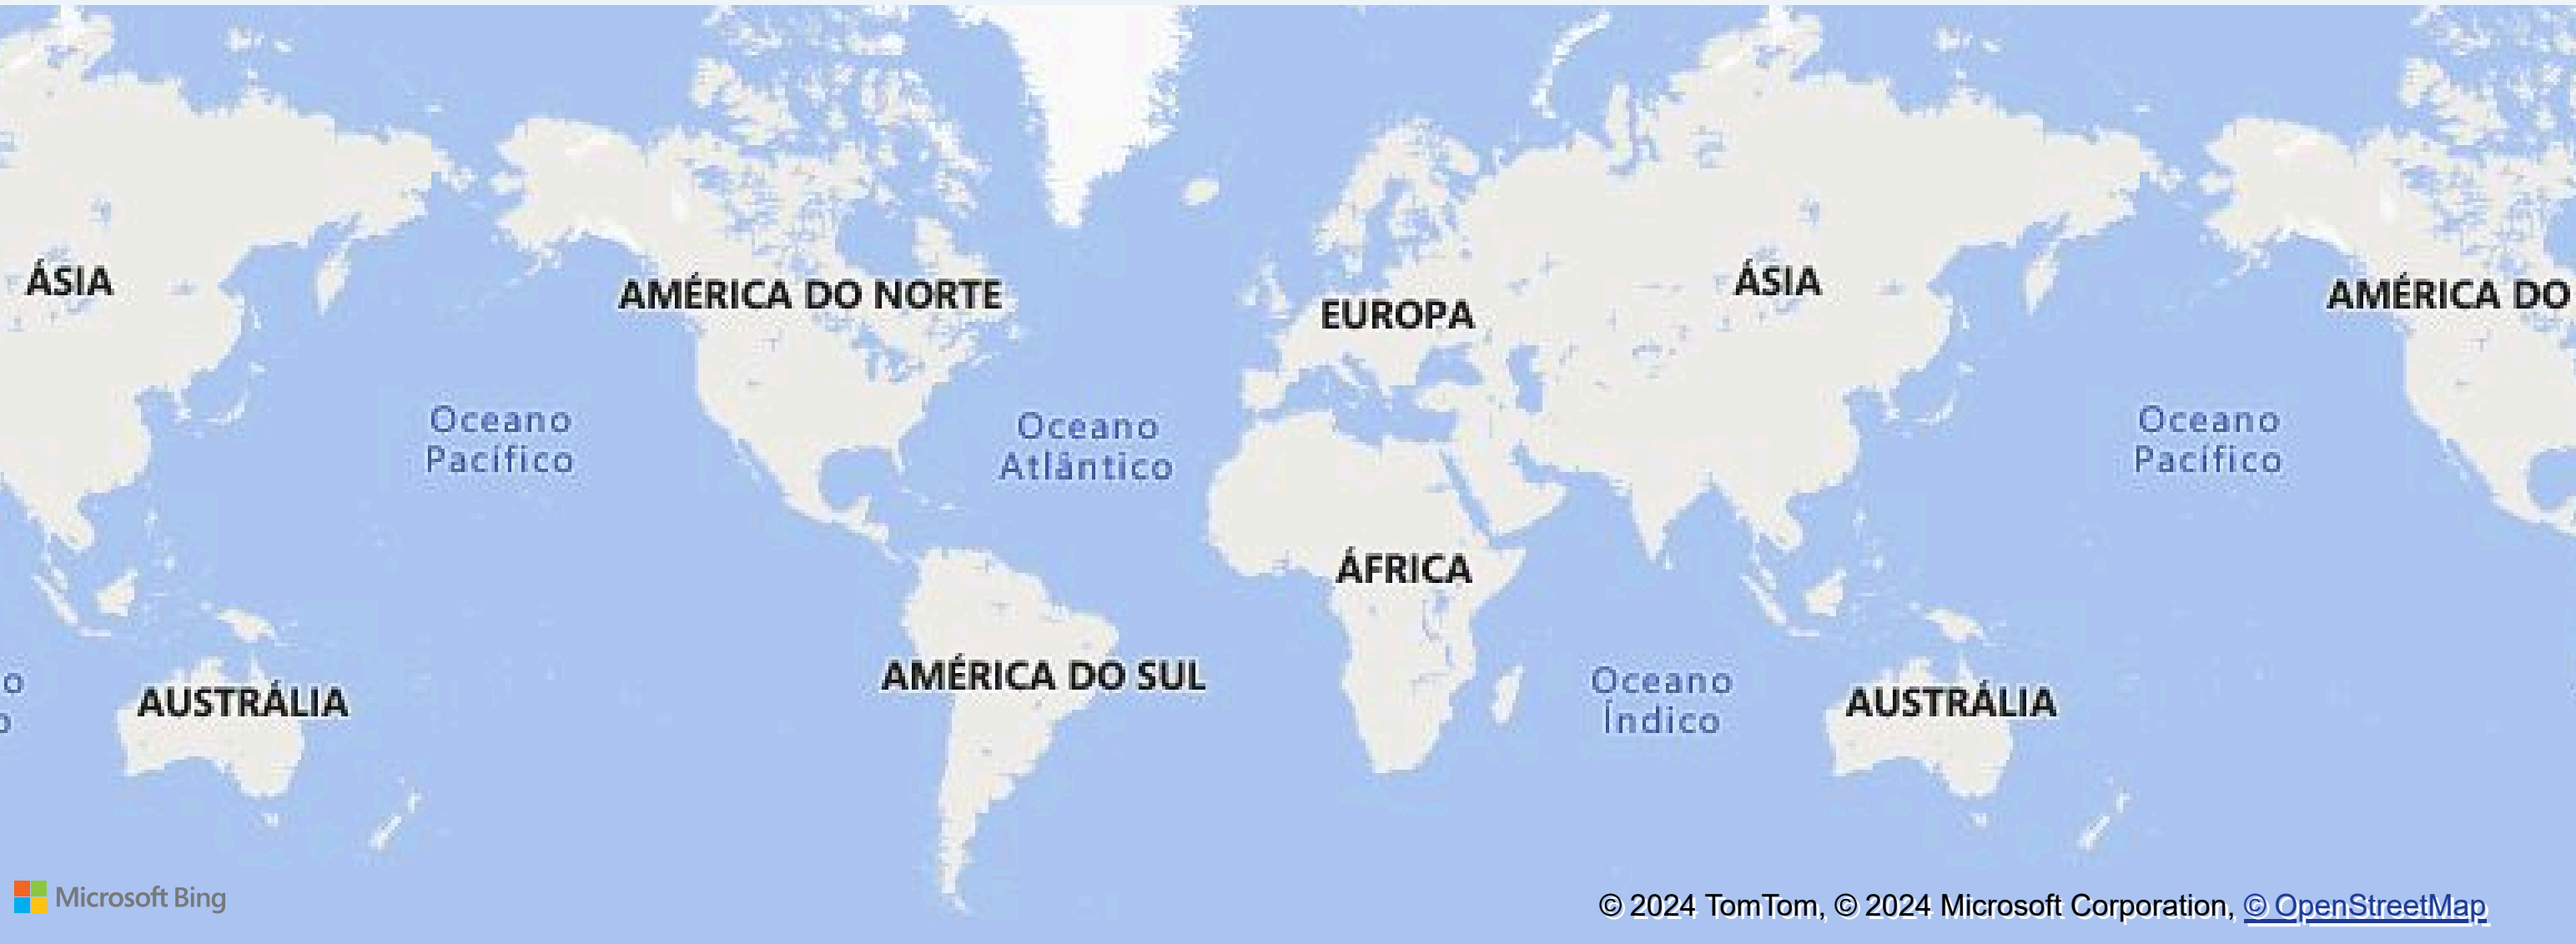 ÁSIA
AMÉRICA DO NORTE
EUROPA
ÁSIA
AMÉRICA DO
Oceano
Pacífico
Oceano
Atlântico
Oceano
Pacífico
ÁFRICA
AMÉRICA DO SUL
Oceano
Índico
o
o
AUSTRÁLIA
AUSTRÁLIA
Microsoft Bing
© 2024 TomTom, © 2024 Microsoft Corporation, © OpenStreetMap